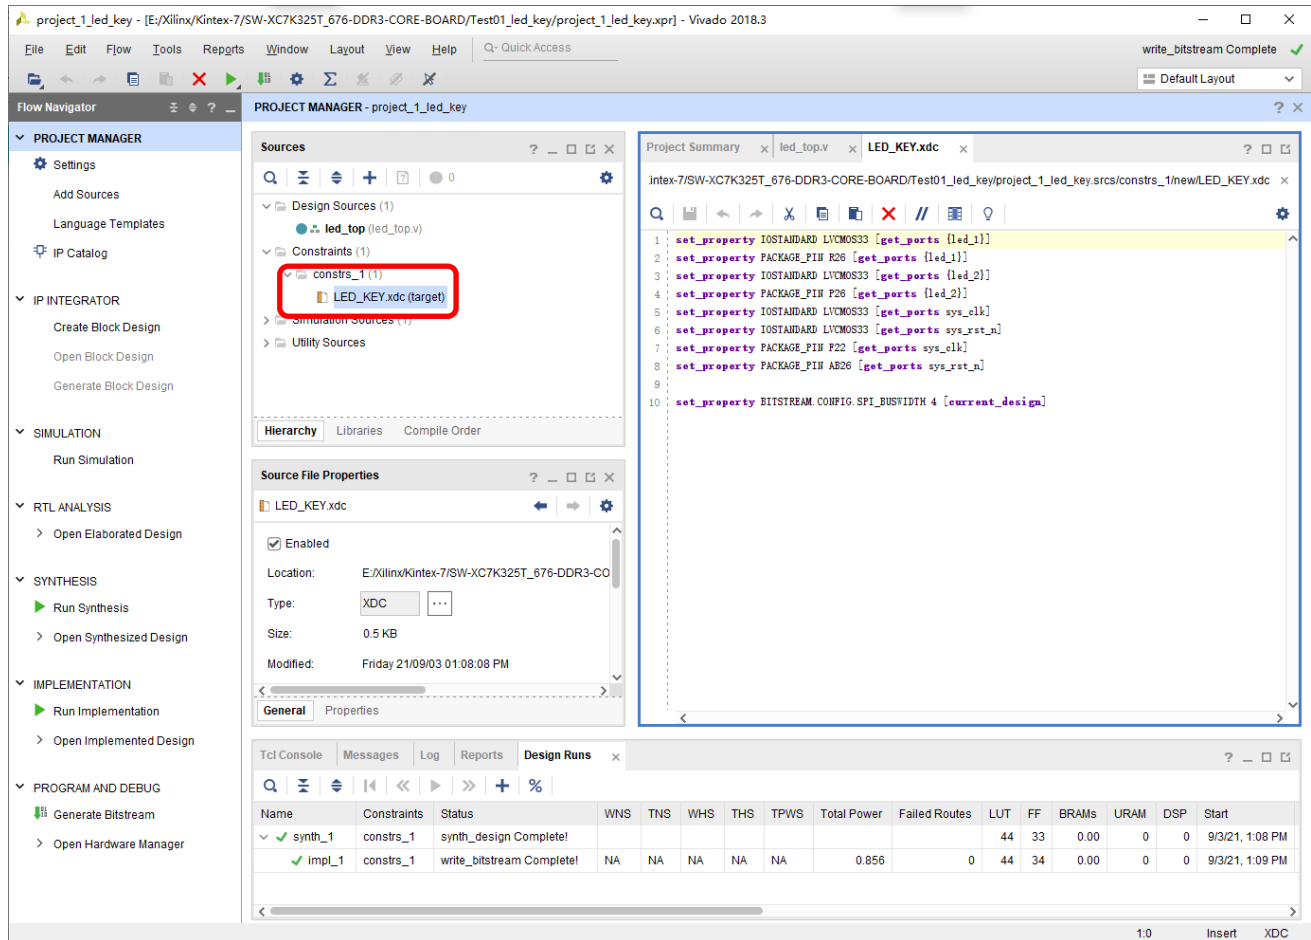 project_1_led_key - [E:/Xilinx/Kintex-7/SW-XC7K325T_676-DDR3-CORE-BOARD/Test01_led_key/project_1_led_key.xpr] - Vivado 2018.3
File Edit Flow Tools Reports Window Layout View Help Q- Quick Access write_bitstream Complete
Default Layout
Flow Navigator
PROJECT MANAGER
Settings
Add Sources
Language Templates
IP Catalog
IP INTEGRATOR
Create Block Design
Open Block Design
Generate Block Design
SIMULATION
Run Simulation
RTL ANALYSIS
Open Elaborated Design
SYNTHESIS
Run Synthesis
Open Synthesized Design
IMPLEMENTATION
Run Implementation
Open Implemented Design
PROGRAM AND DEBUG
Generate Bitstream
Open Hardware Manager
PROJECT MANAGER - project_1_led_key
Sources
0
Design Sources (1)
led_top (led_top.v)
Constraints (1)
constrs_1 (1)
LED_KEY.xdc (target)
Simulation Sources (1)
Utility Sources
Hierarchy Libraries Compile Order
Source File Properties
LED_KEY.xdc
Enabled
Location: E:/Xilinx/Kintex-7/SW-XC7K325T_676-DDR3-CO
Type: XDC
Size: 0.5 KB
Modified: Friday 21/09/03 01:08:08 PM
General Properties
Project Summary led_top.v LED_KEY.xdc
:intex-7/SW-XC7K325T_676-DDR3-CORE-BOARD/Test01_led_key/project_1_led_key.srcs/constrs_1/new/LED_KEY.xdc
1 set_property IOSTANDARD LVCMOS33 [get_ports {led_1}]
2 set_property PACKAGE_PIN R26 [get_ports {led_1}]
3 set_property IOSTANDARD LVCMOS33 [get_ports {led_2}]
4 set_property PACKAGE_PIN P26 [get_ports {led_2}]
5 set_property IOSTANDARD LVCMOS33 [get_ports sys_clk]
6 set_property IOSTANDARD LVCMOS33 [get_ports sys_rst_n]
7 set_property PACKAGE_PIN F22 [get_ports sys_clk]
8 set_property PACKAGE_PIN AB26 [get_ports sys_rst_n]
9
10 set_property BITSTREAM.CONFIG.SPI_BUSWIDTH 4 [current_design]
Tcl Console Messages Log Reports Design Runs
Name Constraints Status WNS TNS WHS THS TPWS Total Power Failed Routes LUT FF BRAMs URAM DSP Start
synth_1 constrs_1 synth_design Complete! 44 33 0.00 0 0 9/3/21, 1:08 PM
impl_1 constrs_1 write_bitstream Complete! NA NA NA NA NA 0.856 0 44 34 0.00 0 0 9/3/21, 1:09 PM
1:0 Insert XDC